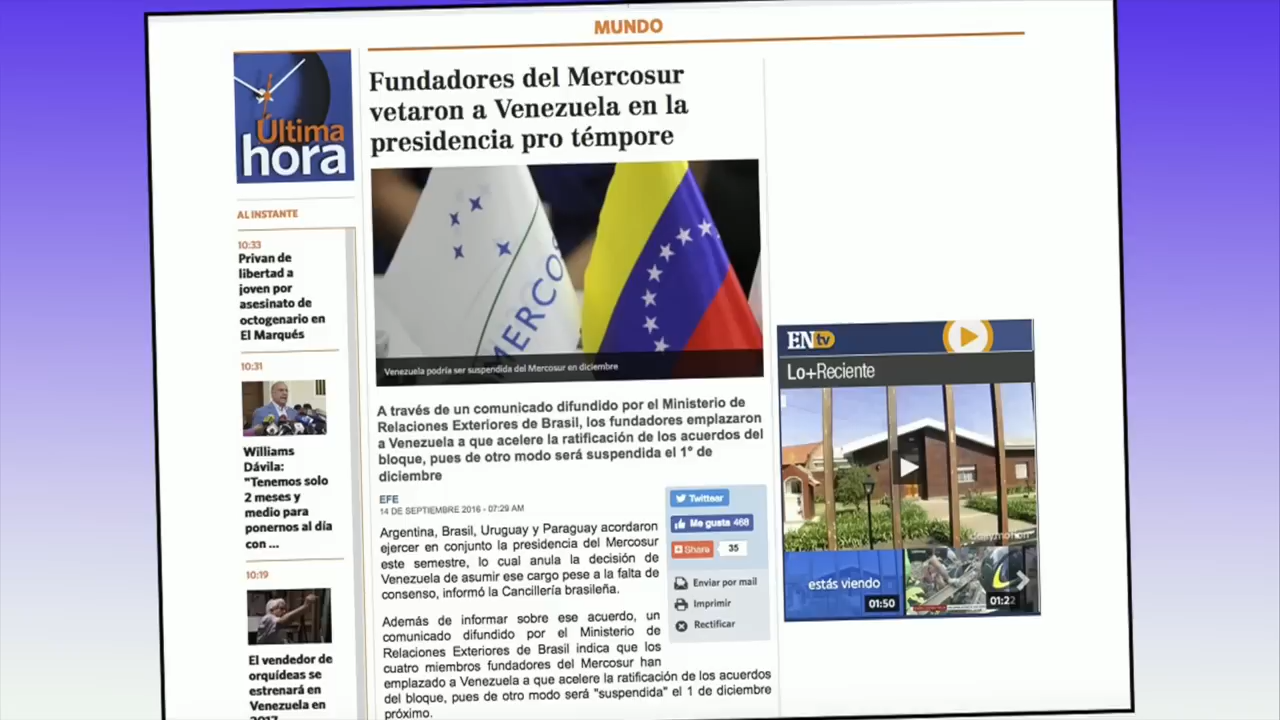 MUNDO
Última
hora
AL INSTANTE
10:33
Privan de
libertad a
joven por
asesinato de
octogenario en
El Marqués
10:31
Williams
Dávila:
"Tenemos solo
2 meses y
medio para
ponernos al día
con ...
10:19
El vendedor de
orquídeas se
estrenará en
Venezuela en
2017
Fundadores del Mercosur
vetaron a Venezuela en la
presidencia pro témpore
MERCOS
Venezuela podría ser suspendida del Mercosur en diciembre
A través de un comunicado difundido por el Ministerio de
Relaciones Exteriores de Brasil, los fundadores emplazaron
a Venezuela a que acelere la ratificación de los acuerdos del
bloque, pues de otro modo será suspendida el 1° de
diciembre
EFE
14 DE SEPTIEMBRE 2016 - 07:29 AM
Argentina, Brasil, Uruguay y Paraguay acordaron
ejercer en conjunto la presidencia del Mercosur
este semestre, lo cual anula la decisión de
Venezuela de asumir ese cargo pese a la falta de
consenso, informó la Cancillería brasileña.
Además de informar sobre ese acuerdo, un
comunicado difundido por el Ministerio de
Relaciones Exteriores de Brasil indica que los
cuatro miembros fundadores del Mercosur han
emplazado a Venezuela a que acelere la ratificación de los acuerdos
del bloque, pues de otro modo será "suspendida" el 1 de diciembre
próximo.
Twittear
Me gusta 468
Share 35
Enviar por mail
Imprimir
Rectificar
EN tv
Lo+Reciente
dailymotion
estás viendo
01:50
01:22